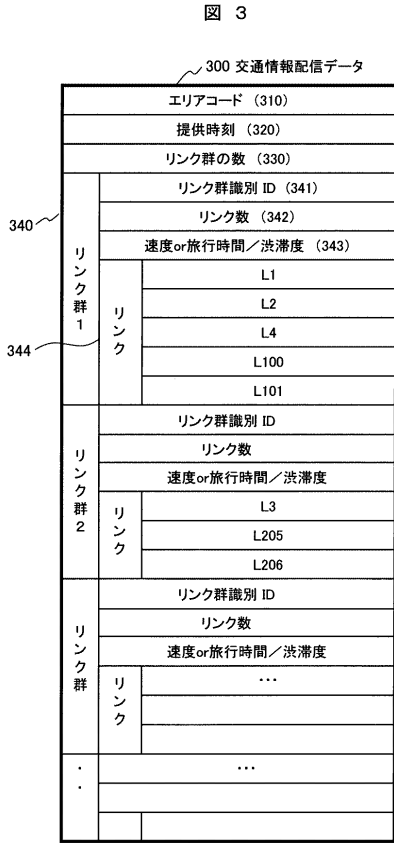 図 3
300 交通情報配信データ
エリアコード (310)
提供時刻 (320)
リンク群の数 (330)
340
リンク群1
リンク群識別 ID (341)
リンク数 (342)
速度or旅行時間／渋滞度 (343)
344
リンク
L1
L2
L4
L100
L101
リンク群2
リンク群識別 ID
リンク数
速度or旅行時間／渋滞度
リンク
L3
L205
L206
リンク群
リンク群識別 ID
リンク数
速度or旅行時間／渋滞度
リンク
…
：
…